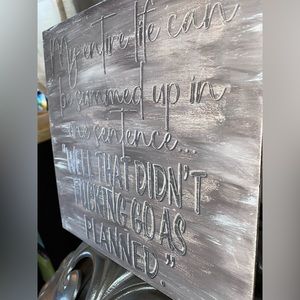 "My entire life can
be summed up in
one sentence...
"WELL THAT DIDN'T
FUCKING GO AS
PLANNED."